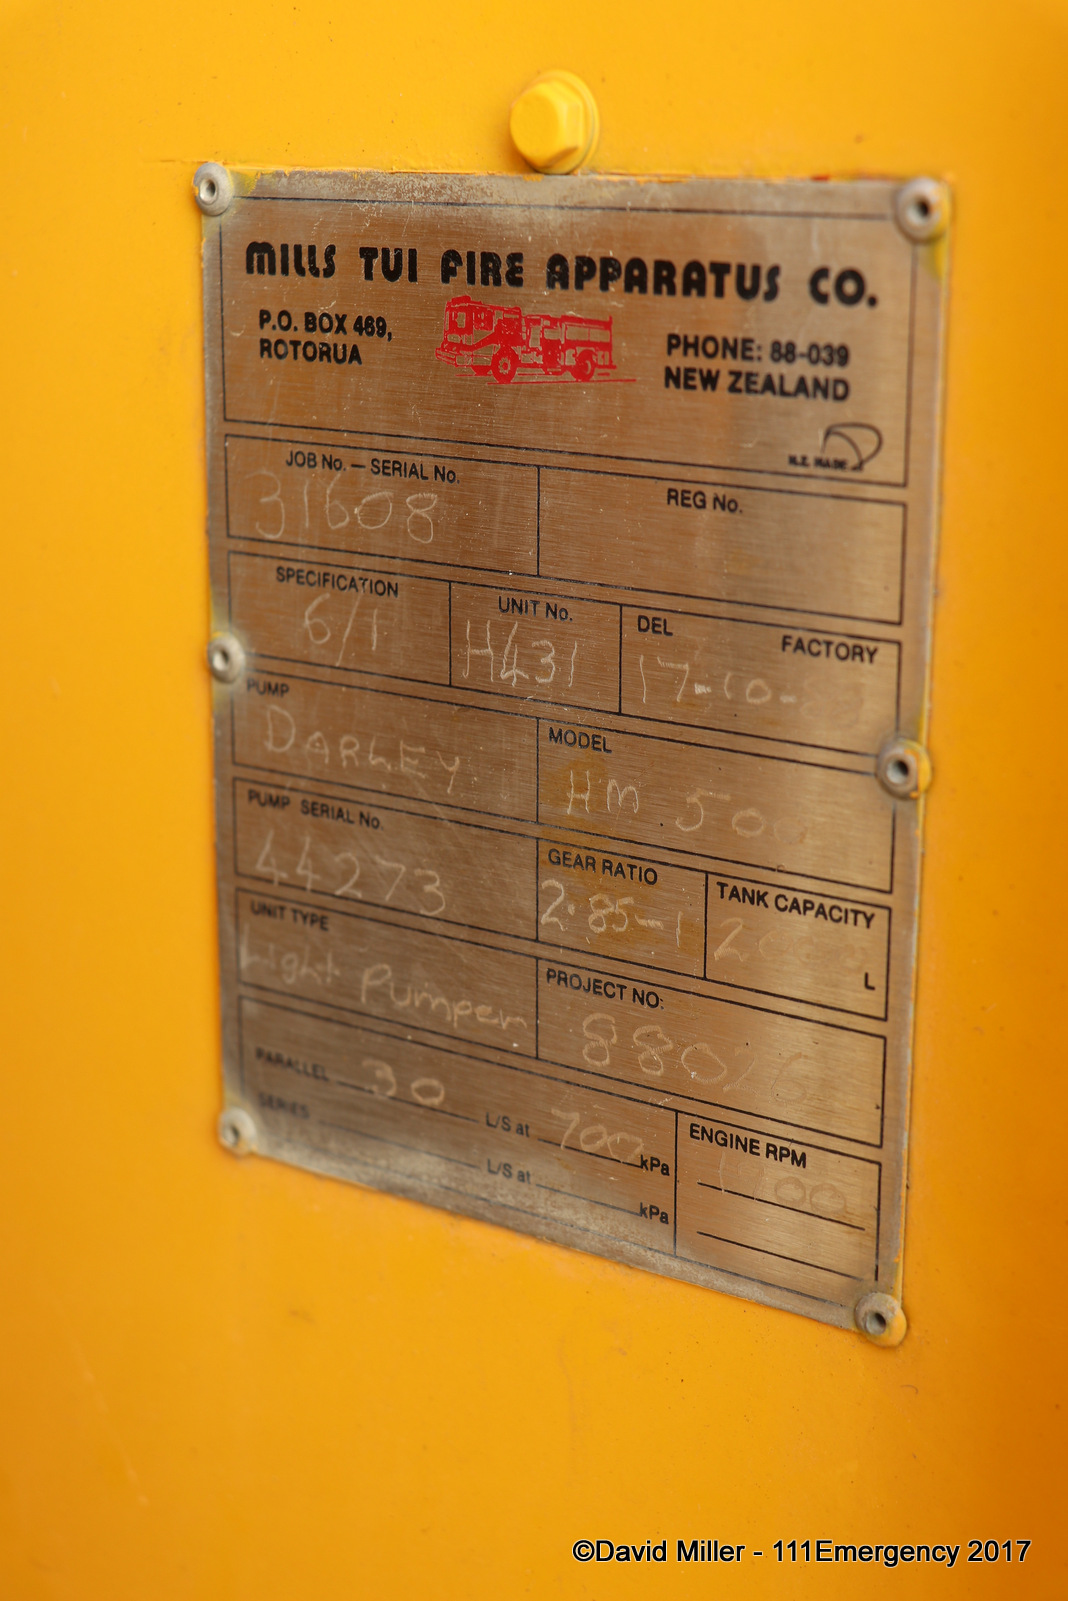 MILLS TUI FIRE APPARATUS CO.
P.O. BOX 469,
ROTORUA
PHONE: 88-039
NEW ZEALAND
N.Z. MADE
JOB No. — SERIAL No.
31608
REG No.
SPECIFICATION
6/1
UNIT No.
H431
DEL FACTORY
17-10-
PUMP
DARLEY
MODEL
HM 500
PUMP SERIAL No.
44273
GEAR RATIO
2.85-1
TANK CAPACITY
L
UNIT TYPE
Light Pumper
PROJECT NO:
PARALLEL 30 L/S at 700 kPa
SERIES L/S at kPa
ENGINE RPM
©David Miller - 111Emergency 2017